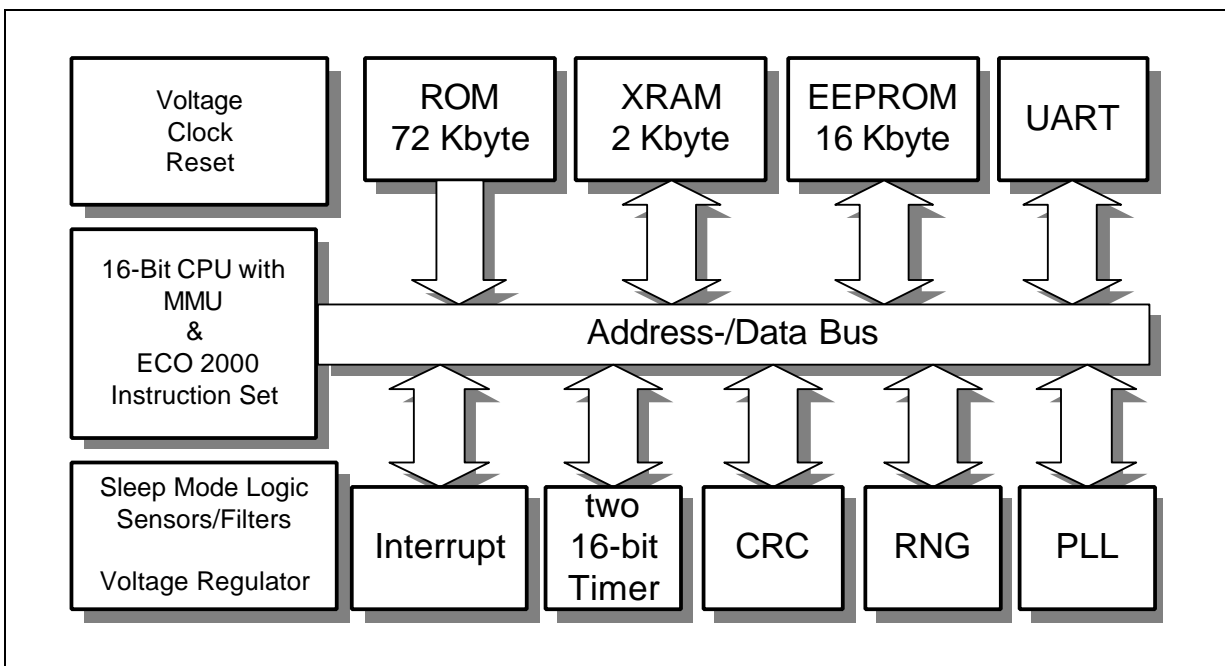 Voltage
Clock
Reset
ROM
72 Kbyte
XRAM
2 Kbyte
EEPROM
16 Kbyte
UART
16-Bit CPU with
MMU
&
ECO 2000
Instruction Set
Address-/Data Bus
Sleep Mode Logic
Sensors/Filters
Voltage Regulator
Interrupt
two
16-bit
Timer
CRC
RNG
PLL